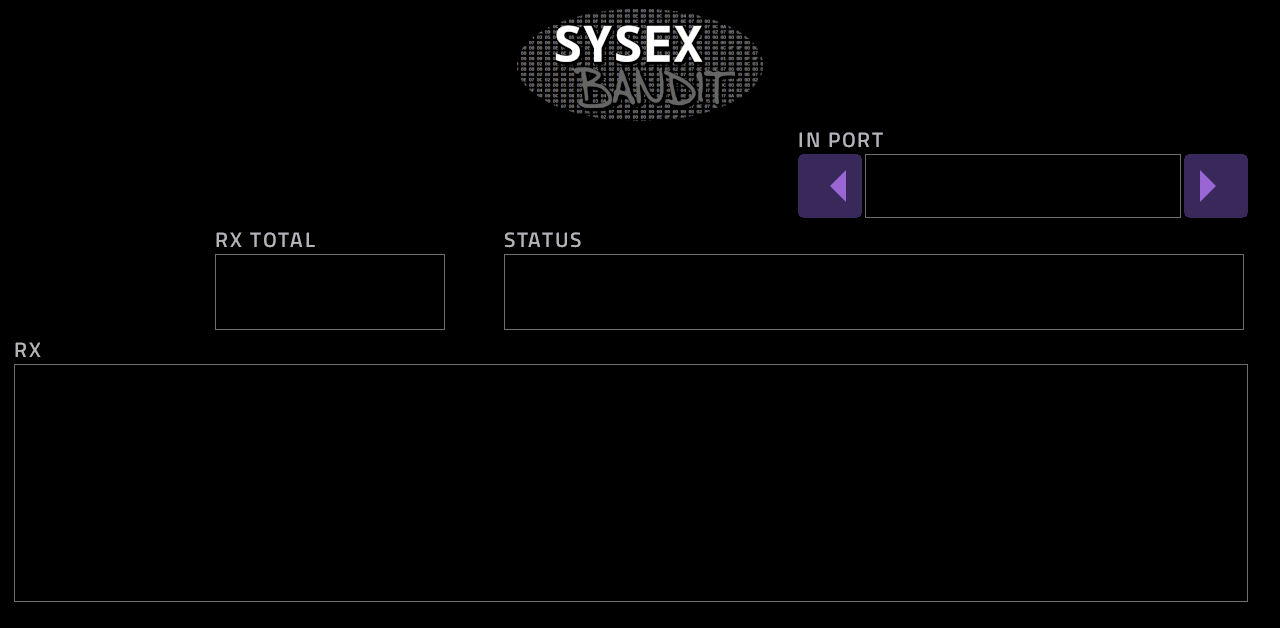 SYSEX
BANDIT
IN PORT
RX TOTAL
STATUS
RX